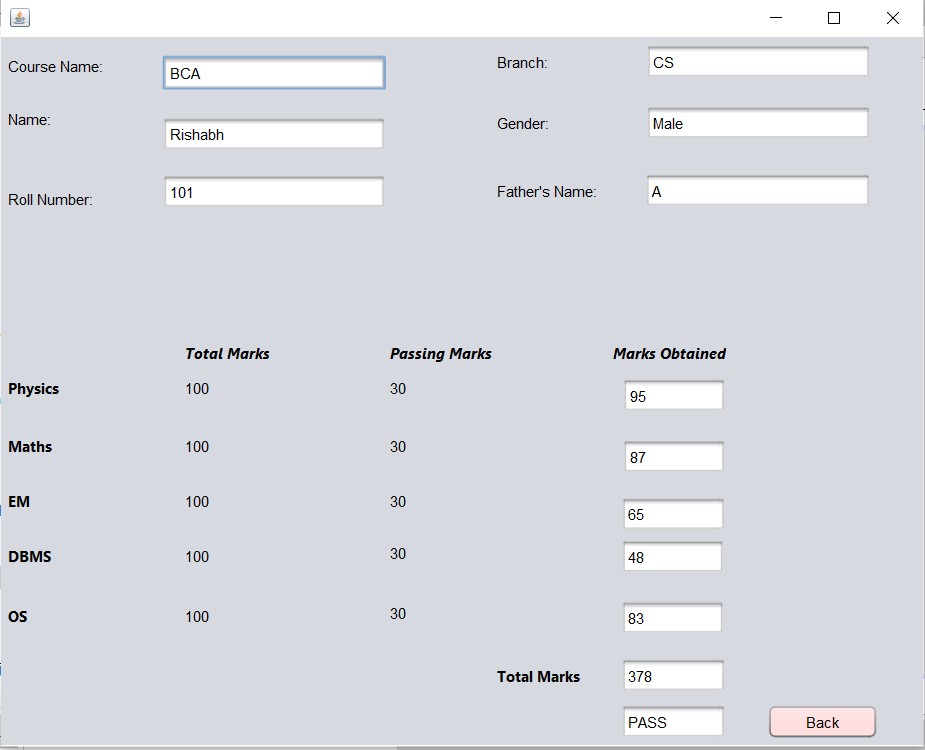 Course Name: BCA Branch: CS
Name: Rishabh Gender: Male
Roll Number: 101 Father's Name: A
Total Marks Passing Marks Marks Obtained
Physics 100 30 95
Maths 100 30 87
EM 100 30 65
DBMS 100 30 48
OS 100 30 83
Total Marks 378
PASS Back